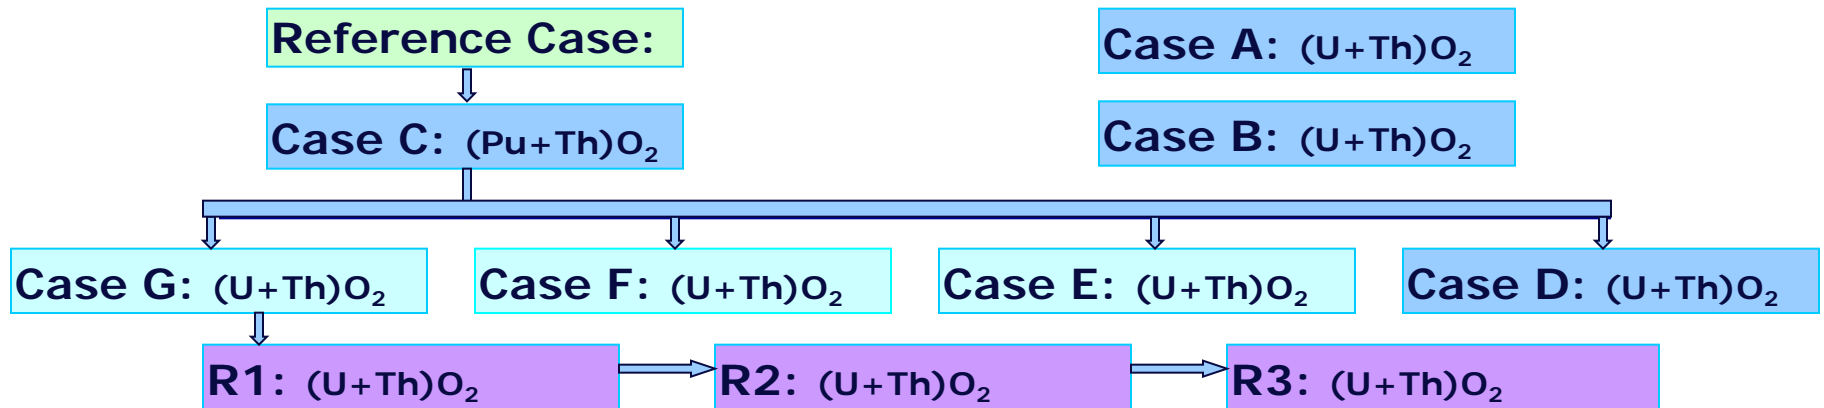 Reference Case:
Case A: (U+Th)O₂
Case C: (Pu+Th)O₂
Case B: (U+Th)O₂
Case G: (U+Th)O₂
Case F: (U+Th)O₂
Case E: (U+Th)O₂
Case D: (U+Th)O₂
R1: (U+Th)O₂
R2: (U+Th)O₂
R3: (U+Th)O₂